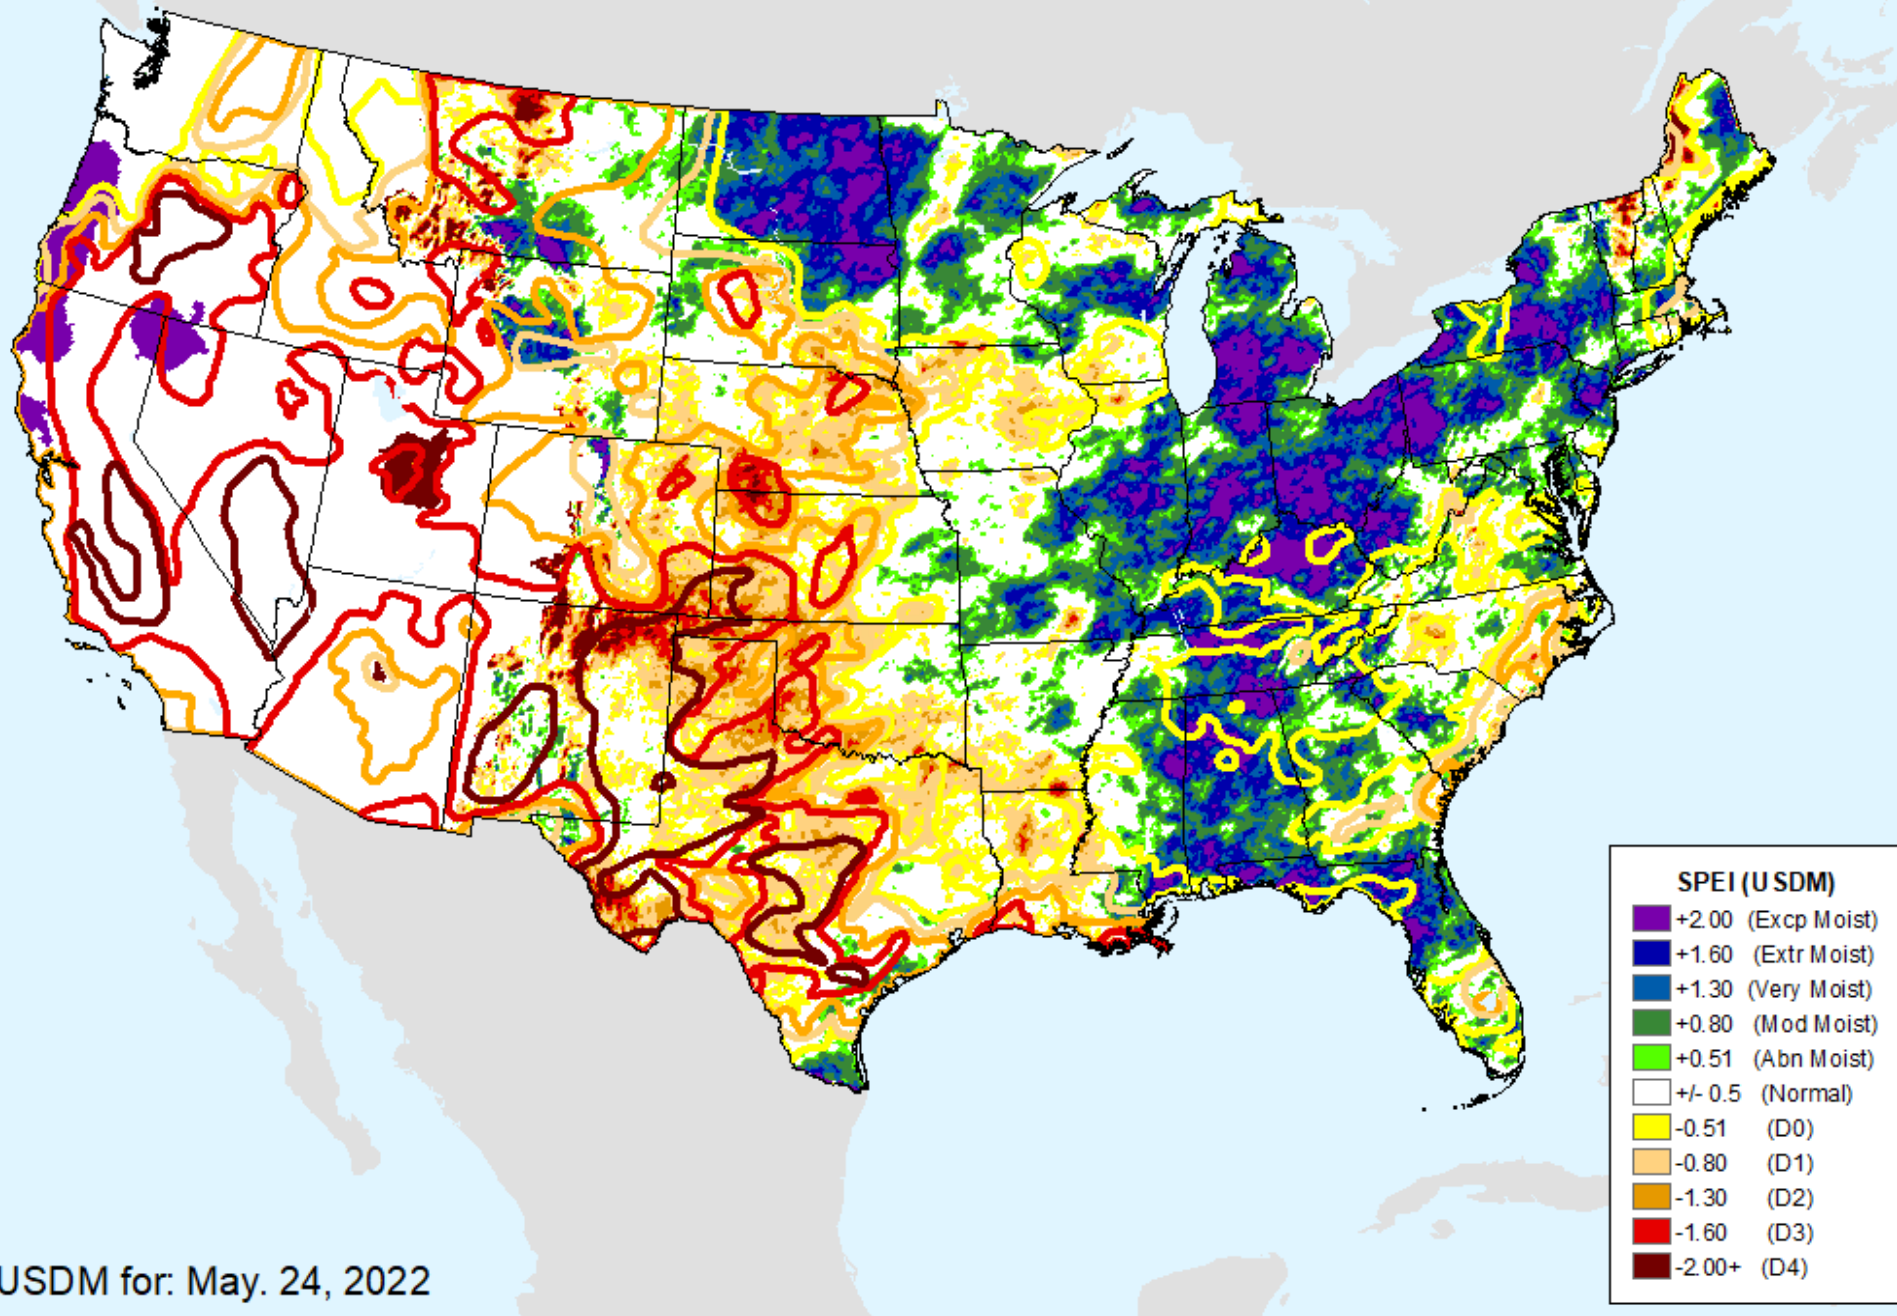 SPEI (USDM)
+2.00 (Excp Moist)
+1.60 (Extr Moist)
+1.30 (Very Moist)
+0.80 (Mod Moist)
+0.51 (Abn Moist)
+/- 0.5 (Normal)
-0.51 (D0)
-0.80 (D1)
-1.30 (D2)
-1.60 (D3)
-2.00+ (D4)
USDM for: May. 24, 2022